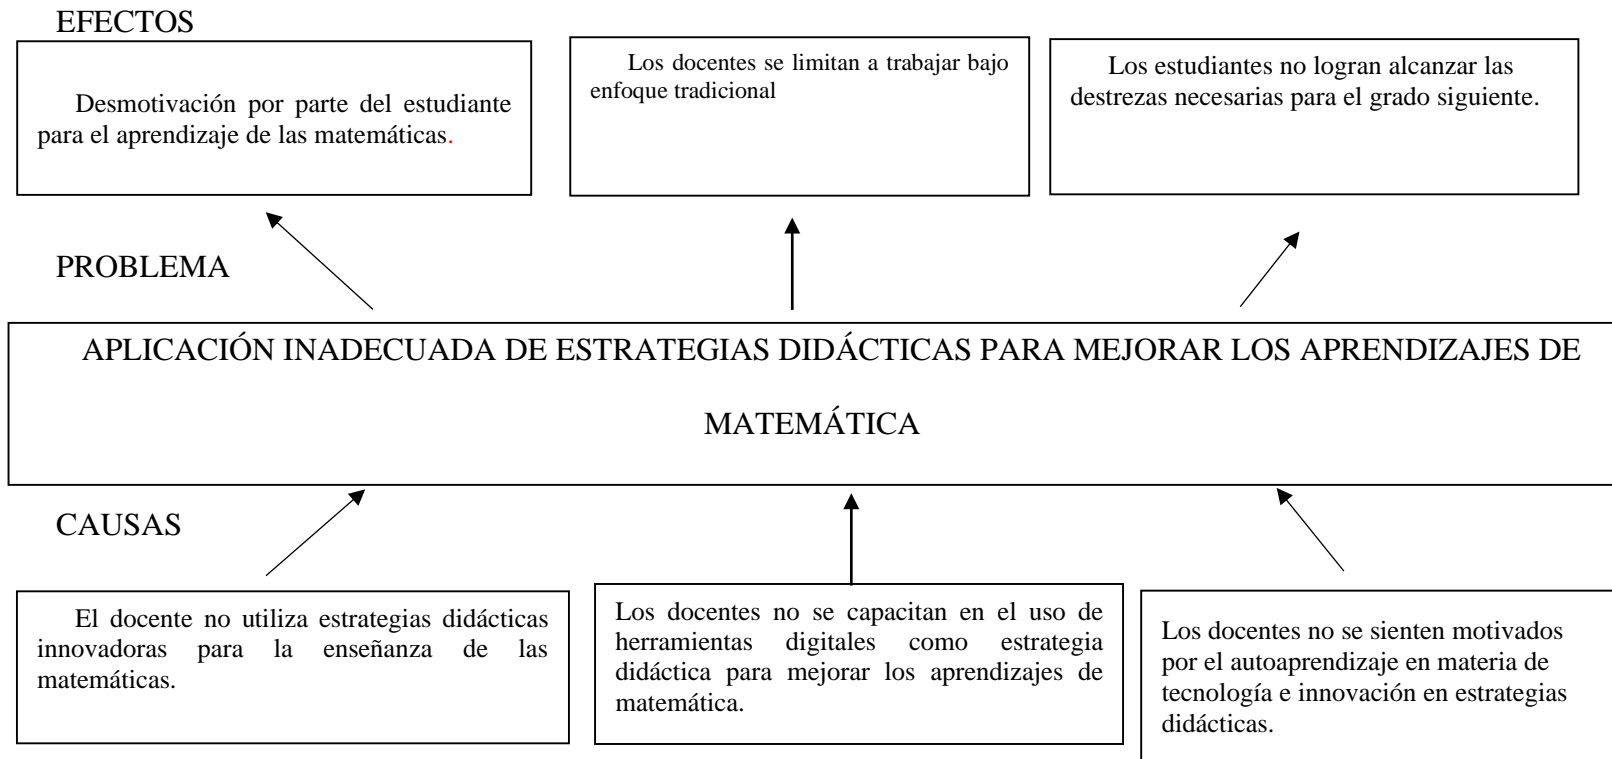 EFECTOS
Desmotivación por parte del estudiante
para el aprendizaje de las matemáticas.
Los docentes se limitan a trabajar bajo
enfoque tradicional
Los estudiantes no logran alcanzar las
destrezas necesarias para el grado siguiente.
PROBLEMA
APLICACIÓN INADECUADA DE ESTRATEGIAS DIDÁCTICAS PARA MEJORAR LOS APRENDIZAJES DE
MATEMÁTICA
CAUSAS
El docente no utiliza estrategias didácticas
innovadoras para la enseñanza de las
matemáticas.
Los docentes no se capacitan en el uso de
herramientas digitales como estrategia
didáctica para mejorar los aprendizajes de
matemática.
Los docentes no se sienten motivados
por el autoaprendizaje en materia de
tecnología e innovación en estrategias
didácticas.